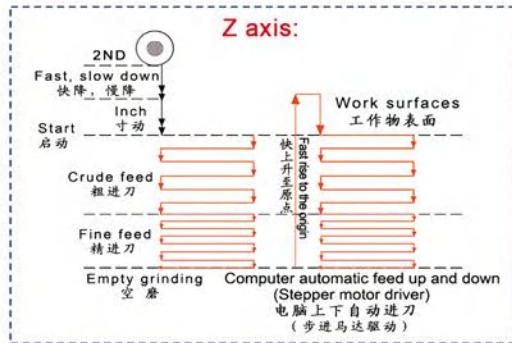 Z axis:
2ND
Fast, slow down
快降，慢降
Inch
寸动
Start
启动
Crude feed
粗进刀
Fine feed
精进刀
Empty grinding
空磨
Fast rise to the origin
快上升至原点
Work surfaces
工作物表面
Computer automatic feed up and down
(Stepper motor driver)
电脑上下自动进刀
(步进马达驱动)